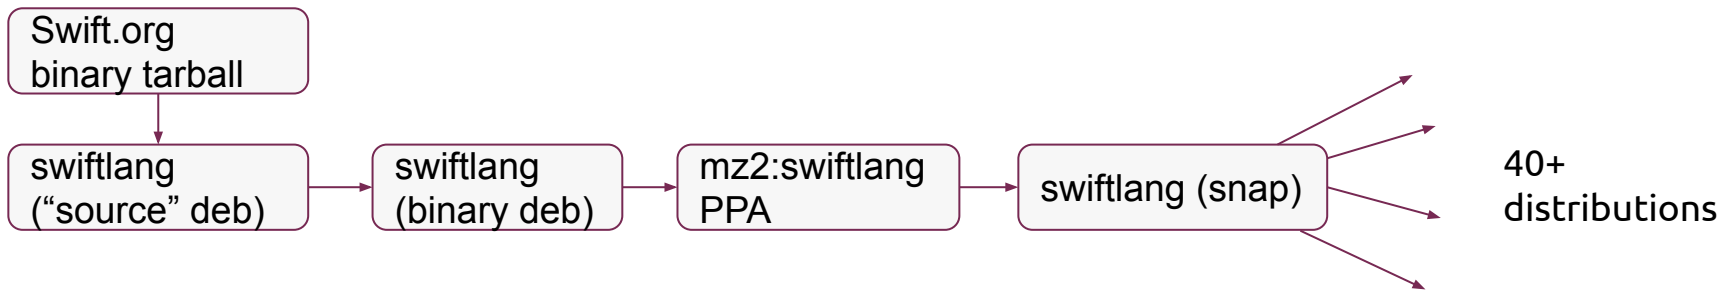 Swift.org
binary tarball
swiftlang
(“source” deb)
swiftlang
(binary deb)
mz2:swiftlang
PPA
swiftlang (snap)
40+
distributions